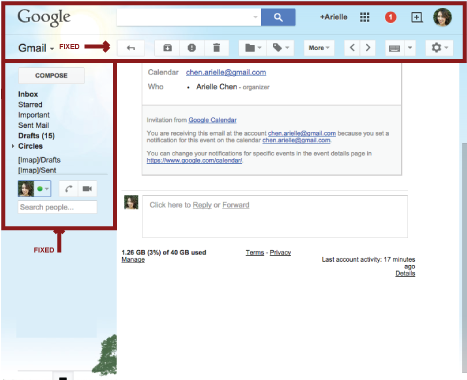 Google
+Arielle
1
Gmail
FIXED
More
COMPOSE
Inbox
Starred
Important
Sent Mail
Drafts (15)
Circles
[Imap]/Drafts
[Imap]/Sent
Search people...
FIXED
Calendar chen.arielle@gmail.com
Who • Arielle Chen - organizer
Invitation from Google Calendar
You are receiving this email at the account chen.arielle@gmail.com because you set a
notification for this event on the calendar chen.arielle@gmail.com.
You can change your notifications for specific events in the event details page in
https://www.google.com/calendar/.
Click here to Reply or Forward
1.26 GB (3%) of 40 GB used
Manage
Terms - Privacy
Last account activity: 17 minutes
ago
Details